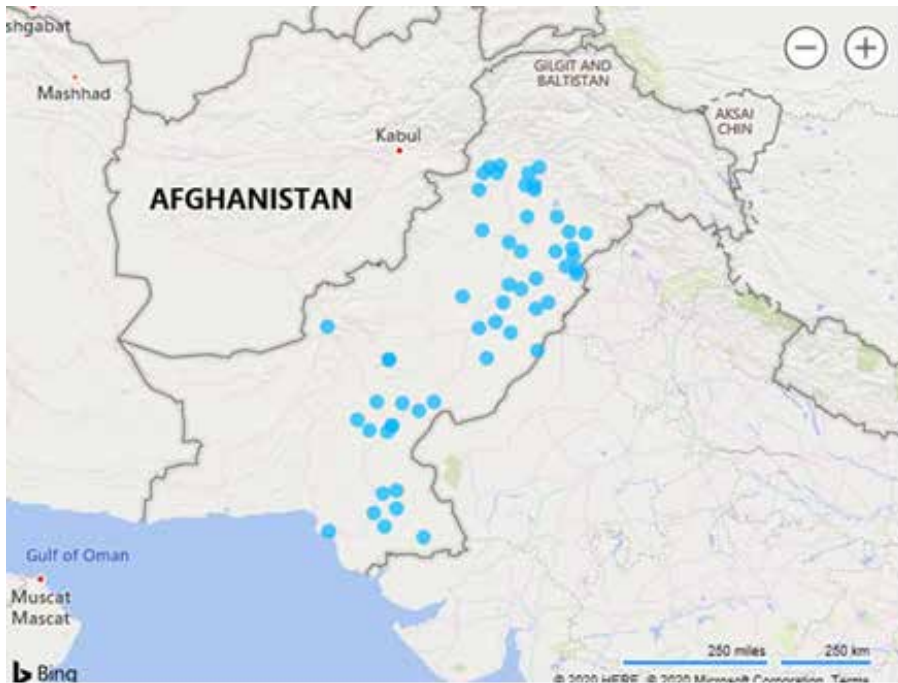 shgabat
GILGIT AND
BALTISTAN
Mashhad
AKSAI
CHIN
Kabul
AFGHANISTAN
Gulf of Oman
Muscat
Mascat
250 miles
250 km
Bing
© 2020 HERE, © 2020 Microsoft Corporation, Terms